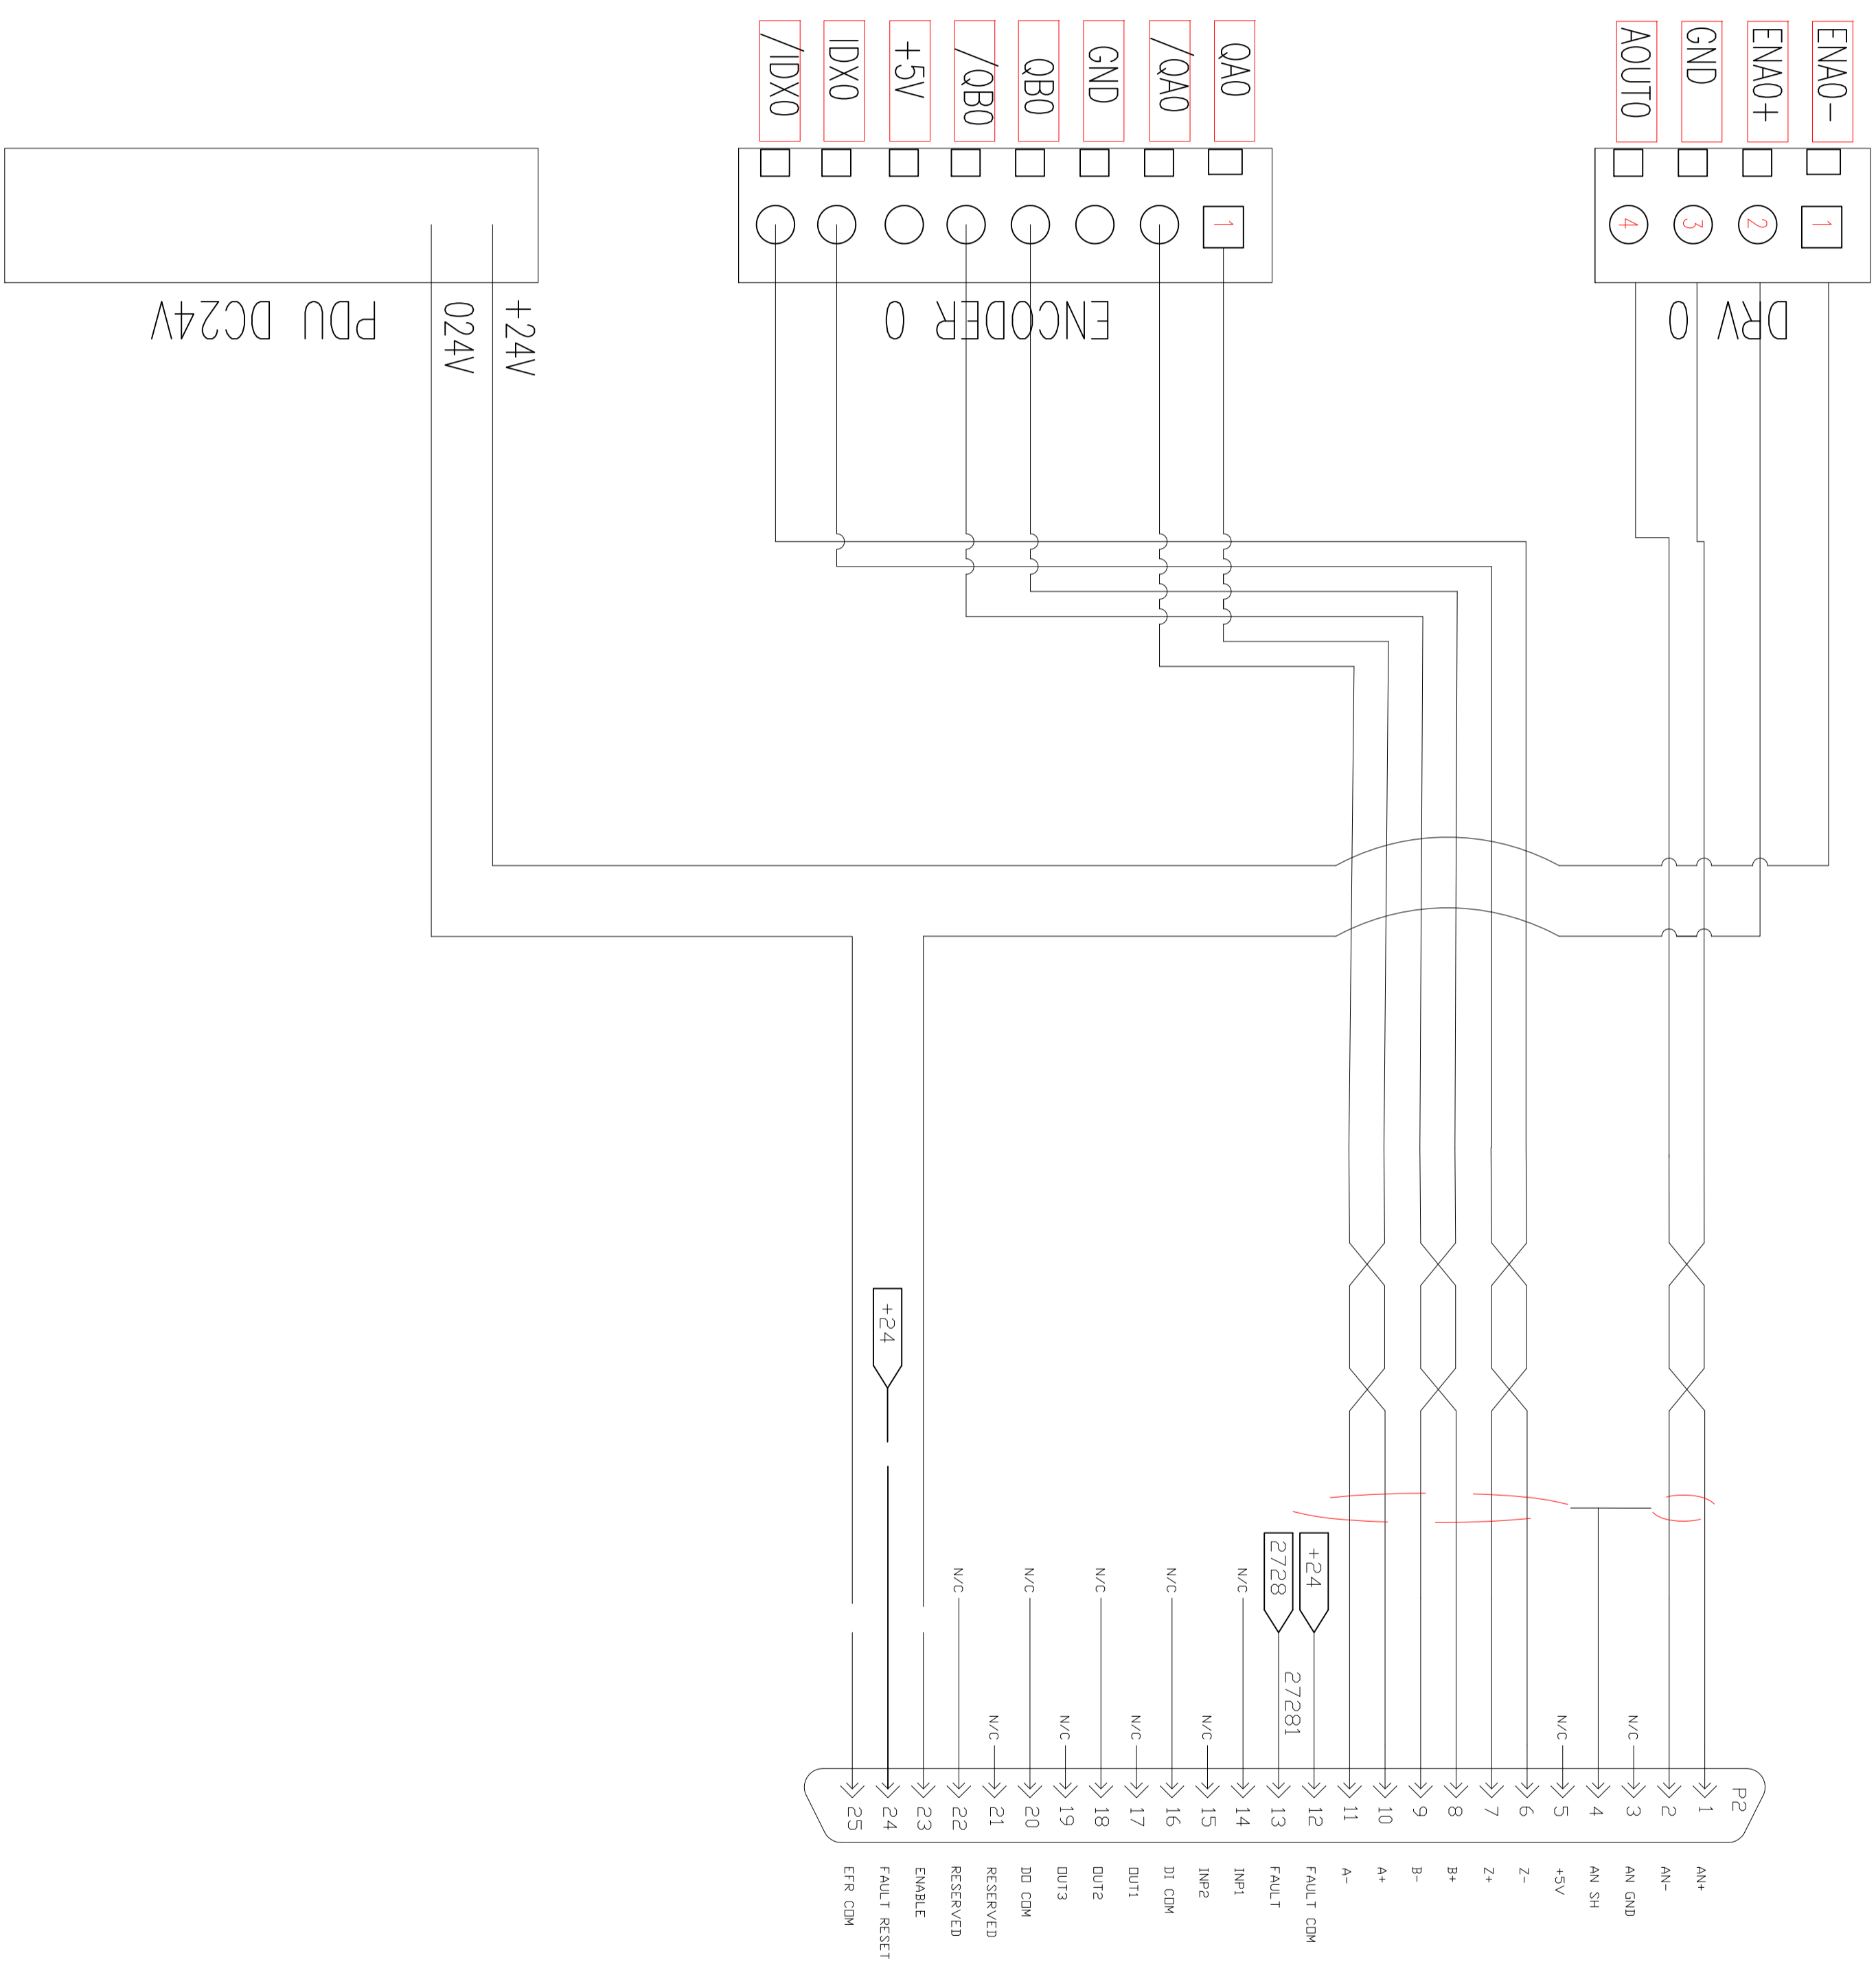 /IDX0
IDX0
+5V
/QB0
QB0
GND
/QA0
QA0
AOUT0
GND
ENA0+
ENA0-
1
4
3
2
1
PDU DC24V
024V
+24V
ENCODER 0
DRV 0
+24
2728
+24
27281
N/C
N/C
N/C
N/C
N/C
N/C
N/C
N/C
N/C
N/C
N/C
P2
25
24
23
22
21
20
19
18
17
16
15
14
13
12
11
10
9
8
7
6
5
4
3
2
1
EFR COM
FAULT RESET
ENABLE
RESERVED
RESERVED
DO COM
OUT3
OUT2
OUT1
DI COM
INP2
INP1
FAULT
FAULT COM
A-
A+
B-
B+
Z+
Z-
+5V
AN SH
AN GND
AN-
AN+